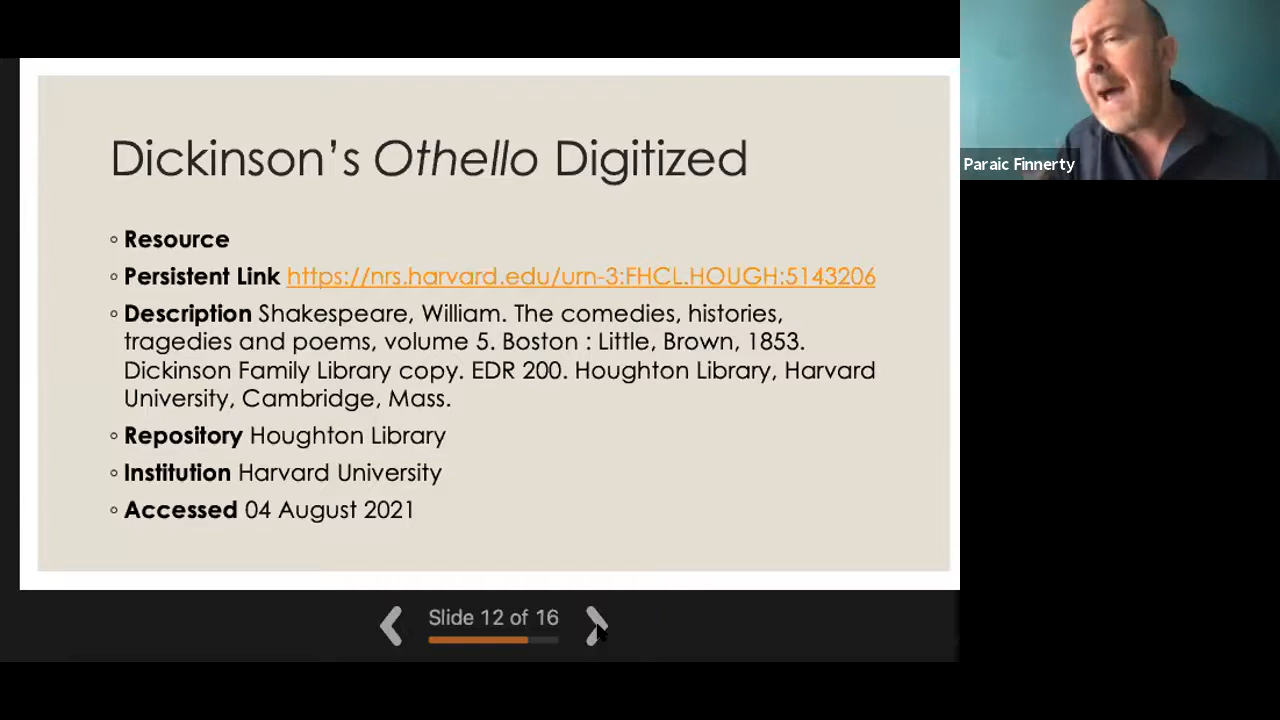 Dickinson's Othello Digitized
◦ Resource
◦ Persistent Link https://nrs.harvard.edu/urn-3:FHCL.HOUGH:5143206
◦ Description Shakespeare, William. The comedies, histories,
tragedies and poems, volume 5. Boston : Little, Brown, 1853.
Dickinson Family Library copy. EDR 200. Houghton Library, Harvard
University, Cambridge, Mass.
◦ Repository Houghton Library
◦ Institution Harvard University
◦ Accessed 04 August 2021
Slide 12 of 16
Paraic Finnerty